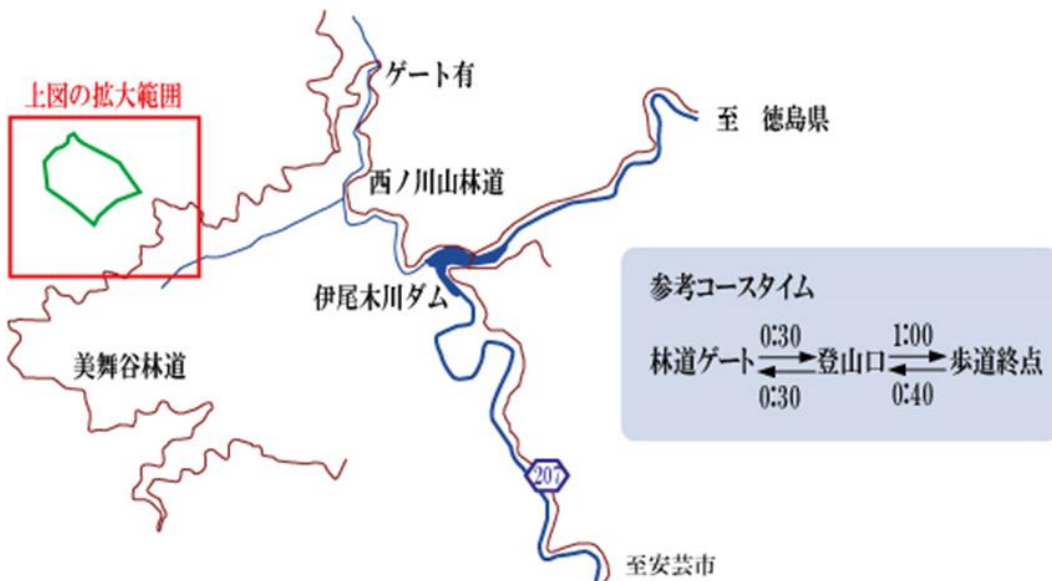 ゲート有
上図の拡大範囲
至 徳島県
西ノ川山林道
伊尾木川ダム
参考コースタイム
0:30 1:00
林道ゲート 登山口 歩道終点
0:30 0:40
美舞谷林道
207
至安芸市